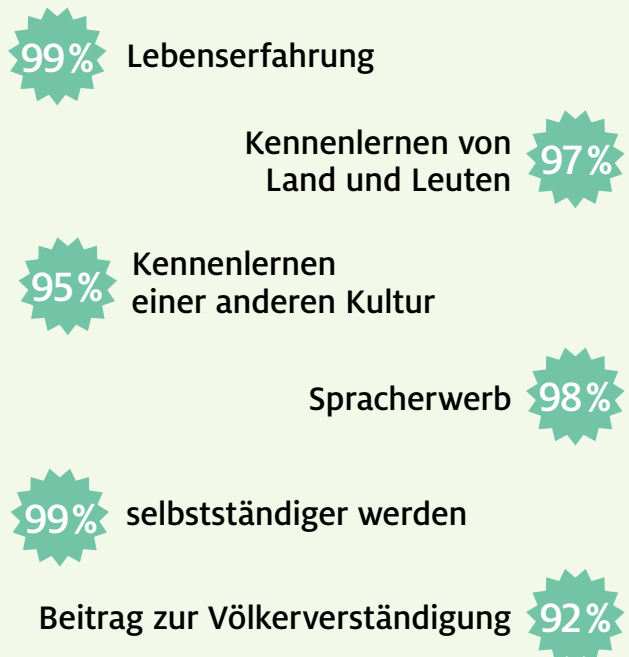 99% Lebenserfahrung
Kennenlernen von
Land und Leuten 97%
95% Kennenlernen
einer anderen Kultur
Spracherwerb 98%
99% selbstständiger werden
Beitrag zur Völkerverständigung 92%